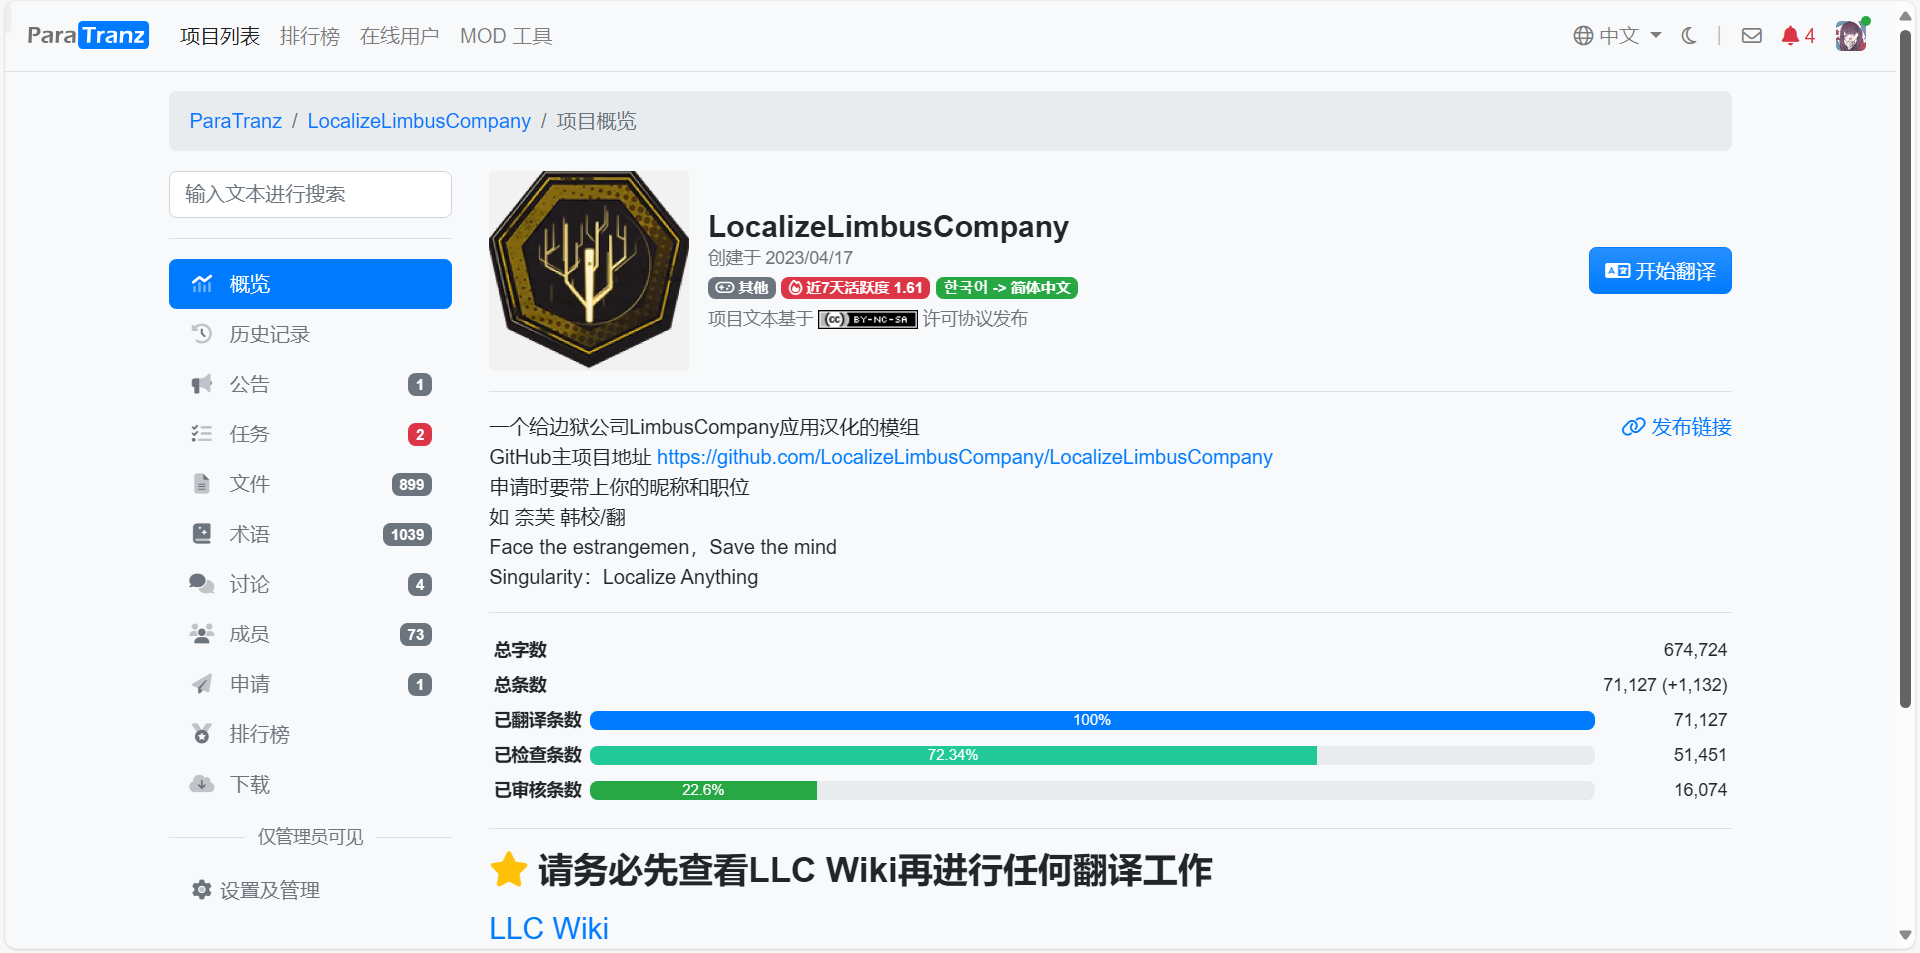 ParaTranz 项目列表 排行榜 在线用户 MOD 工具 中文 | 4
ParaTranz / LocalizeLimbusCompany / 项目概览
输入文本进行搜索
概览
历史记录
公告 1
任务 2
文件 899
术语 1039
讨论 4
成员 73
申请 1
排行榜
下载
仅管理员可见
设置及管理
LocalizeLimbusCompany
创建于 2023/04/17
其他 近7天活跃度 1.61 한국어 -> 简体中文
项目文本基于 cc BY-NC-SA 许可协议发布
开始翻译
一个给边狱公司LimbusCompany应用汉化的模组
发布链接
GitHub主项目地址 https://github.com/LocalizeLimbusCompany/LocalizeLimbusCompany
申请时要带上你的昵称和职位
如 奈芙 韩校/翻
Face the estrangemen，Save the mind
Singularity：Localize Anything
总字数 674,724
总条数 71,127 (+1,132)
已翻译条数 100% 71,127
已检查条数 72.34% 51,451
已审核条数 22.6% 16,074
请务必先查看LLC Wiki再进行任何翻译工作
LLC Wiki